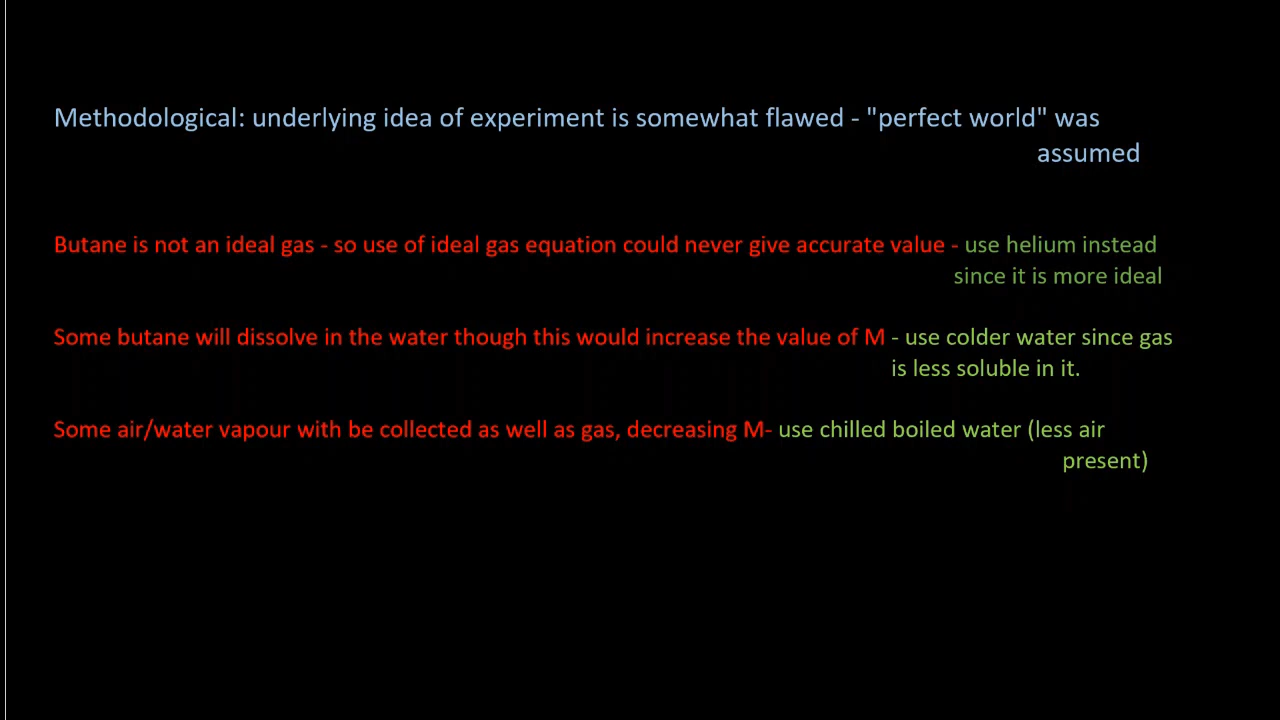 Methodological: underlying idea of experiment is somewhat flawed - "perfect world" was
assumed
Butane is not an ideal gas - so use of ideal gas equation could never give accurate value - use helium instead
since it is more ideal
Some butane will dissolve in the water though this would increase the value of M - use colder water since gas
is less soluble in it.
Some air/water vapour with be collected as well as gas, decreasing M- use chilled boiled water (less air
present)